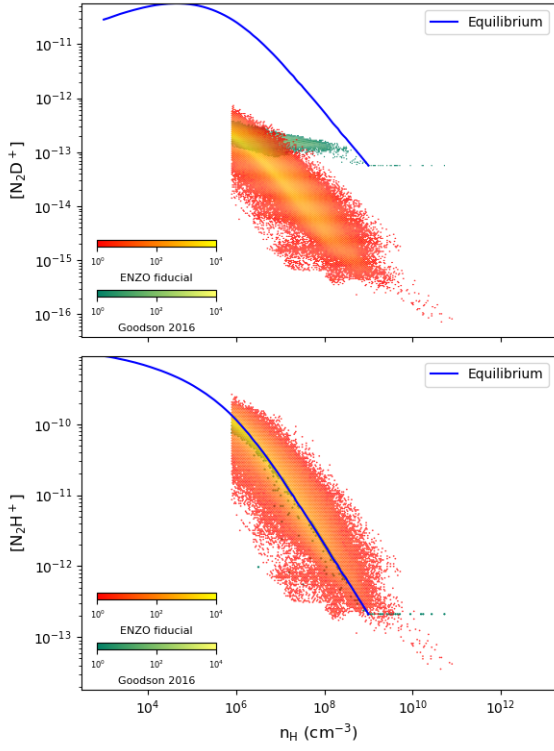 Equilibrium
10⁻¹¹
10⁻¹²
10⁻¹³
10⁻¹⁴
10⁻¹⁵
10⁻¹⁶
[N₂D⁺]
10⁰ 10² 10⁴
ENZO fiducial
10⁰ 10² 10⁴
Goodson 2016
Equilibrium
10⁻¹⁰
10⁻¹¹
10⁻¹²
10⁻¹³
[N₂H⁺]
10⁰ 10² 10⁴
ENZO fiducial
10⁰ 10² 10⁴
Goodson 2016
10⁴ 10⁶ 10⁸ 10¹⁰ 10¹²
n_H (cm⁻³)